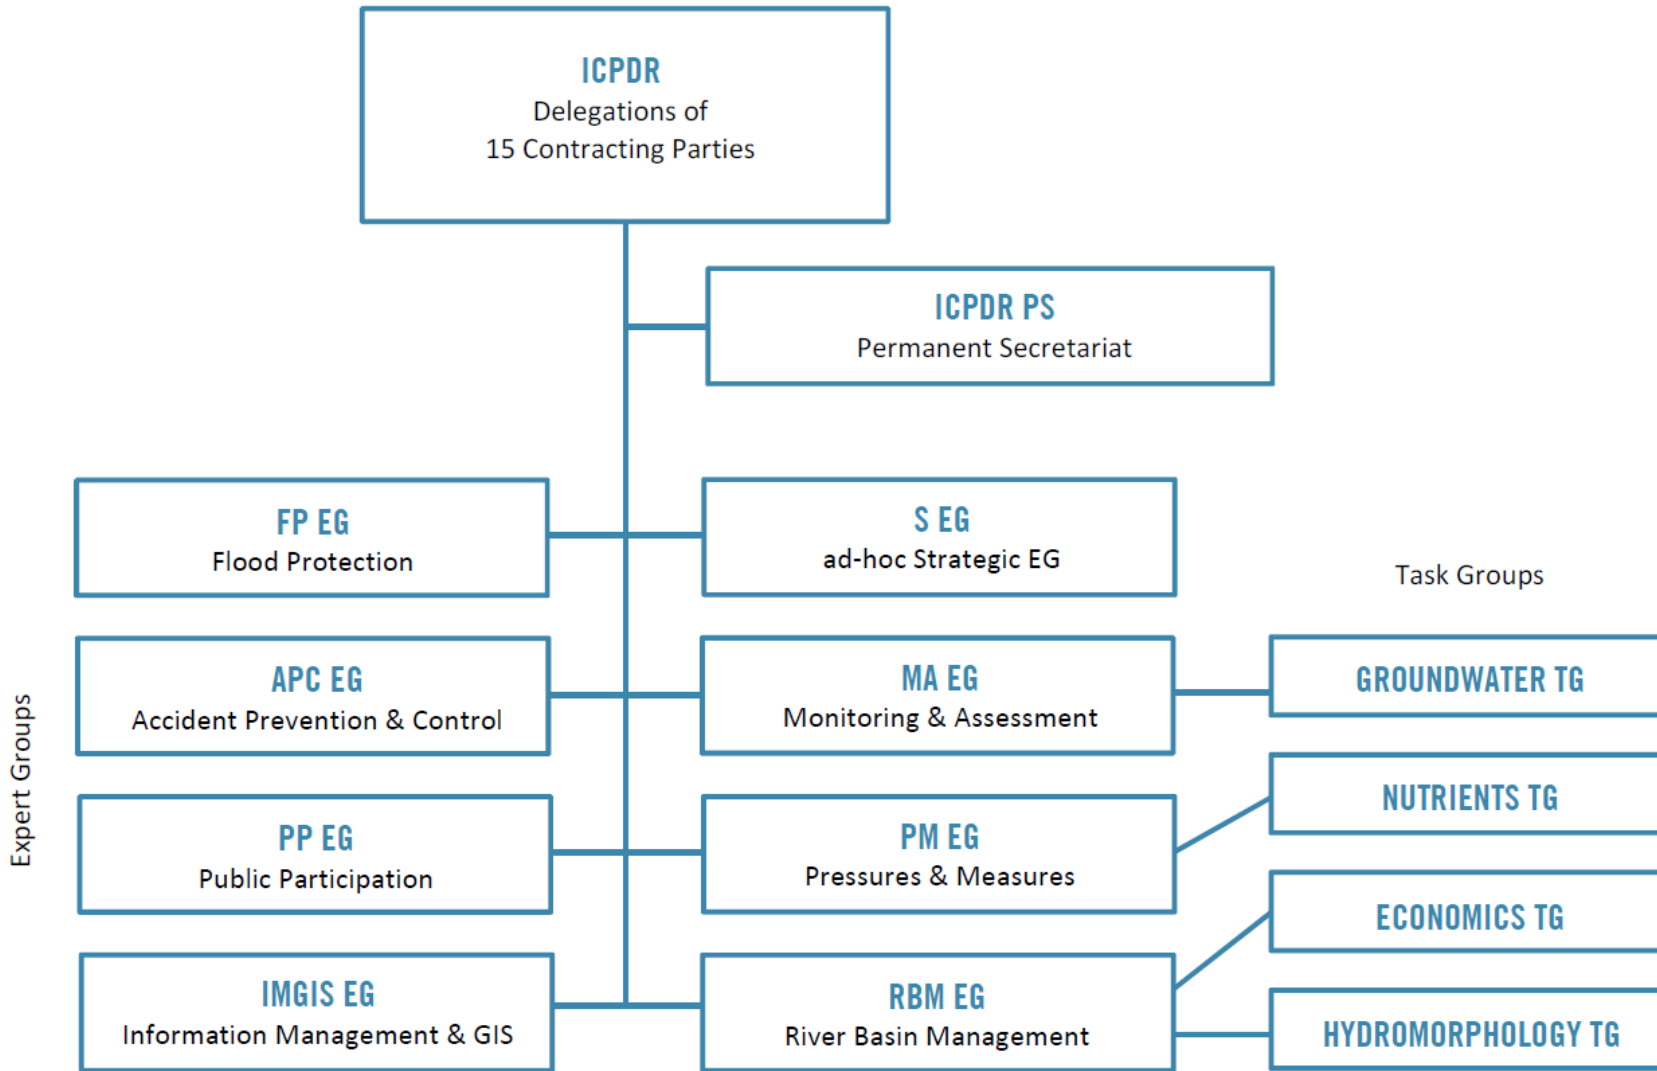 ICPDR
Delegations of
15 Contracting Parties
ICPDR PS
Permanent Secretariat
FP EG
Flood Protection
S EG
ad-hoc Strategic EG
Task Groups
Expert Groups
APC EG
Accident Prevention & Control
MA EG
Monitoring & Assessment
GROUNDWATER TG
PP EG
Public Participation
PM EG
Pressures & Measures
NUTRIENTS TG
ECONOMICS TG
IMGIS EG
Information Management & GIS
RBM EG
River Basin Management
HYDROMORPHOLOGY TG